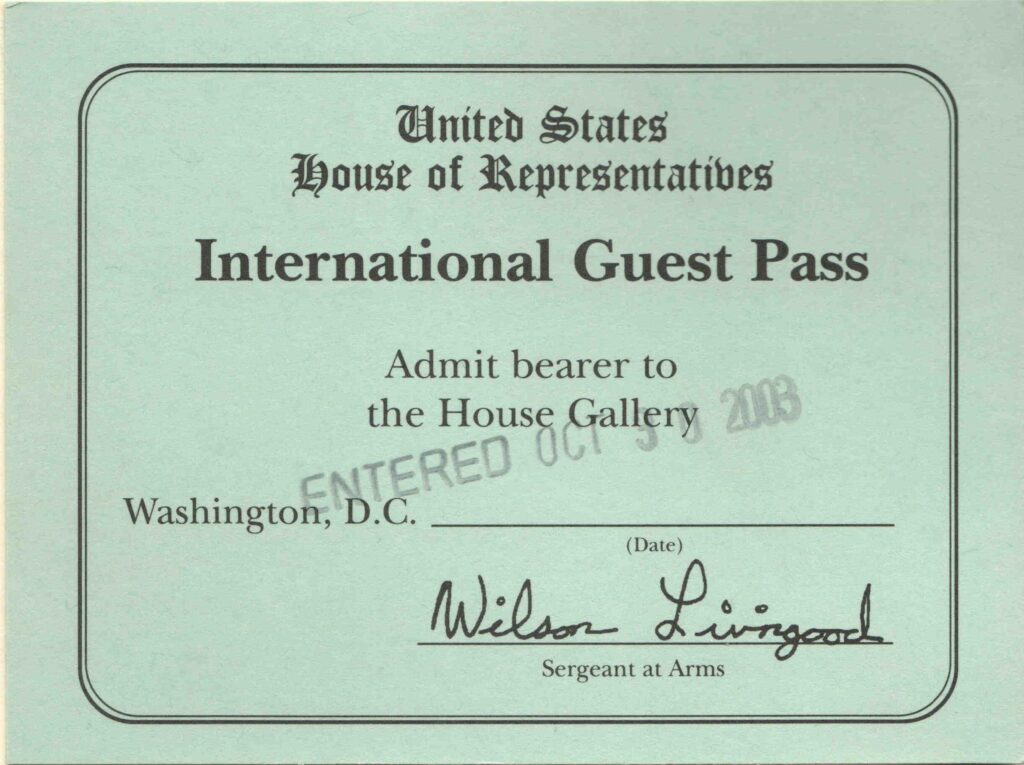 United States
House of Representatives
International Guest Pass
Admit bearer to
the House Gallery
ENTERED OCT 30 2003
Washington, D.C.
(Date)
Wilson Livingood
Sergeant at Arms